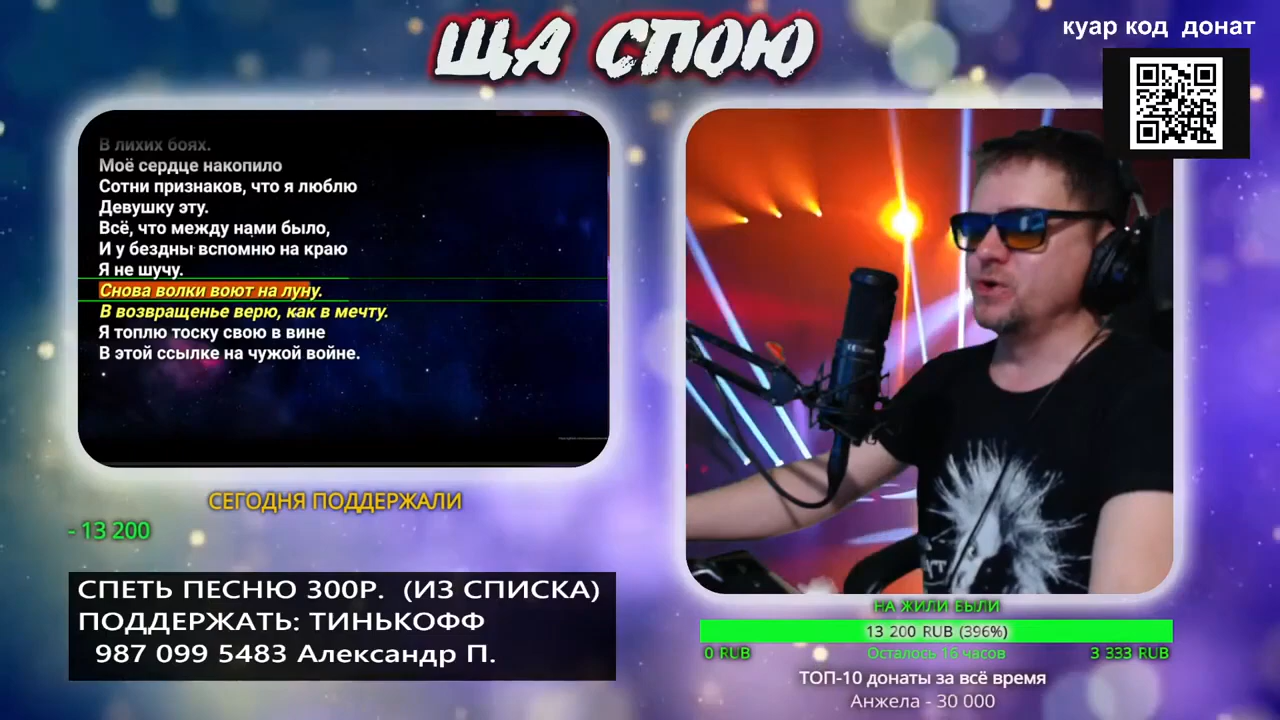 ЩА СПОЮ
куар код донат
В лихих боях.
Моё сердце накопило
Сотни признаков, что я люблю
Девушку эту.
Всё, что между нами было,
И у бездны вспомню на краю
Я не шучу.
Снова волки воют на луну.
В возвращенье верю, как в мечту.
Я топлю тоску свою в вине
В этой ссылке на чужой войне.
СЕГОДНЯ ПОДДЕРЖАЛИ
- 13 200
СПЕТЬ ПЕСНЮ 300Р. (ИЗ СПИСКА)
ПОДДЕРЖАТЬ: ТИНЬКОФФ
987 099 5483 Александр П.
НА ЖИЛИ БЫЛИ
13 200 RUB (396%)
0 RUB
Осталось 16 часов
3 333 RUB
ТОП-10 донаты за всё время
Анжела - 30 000